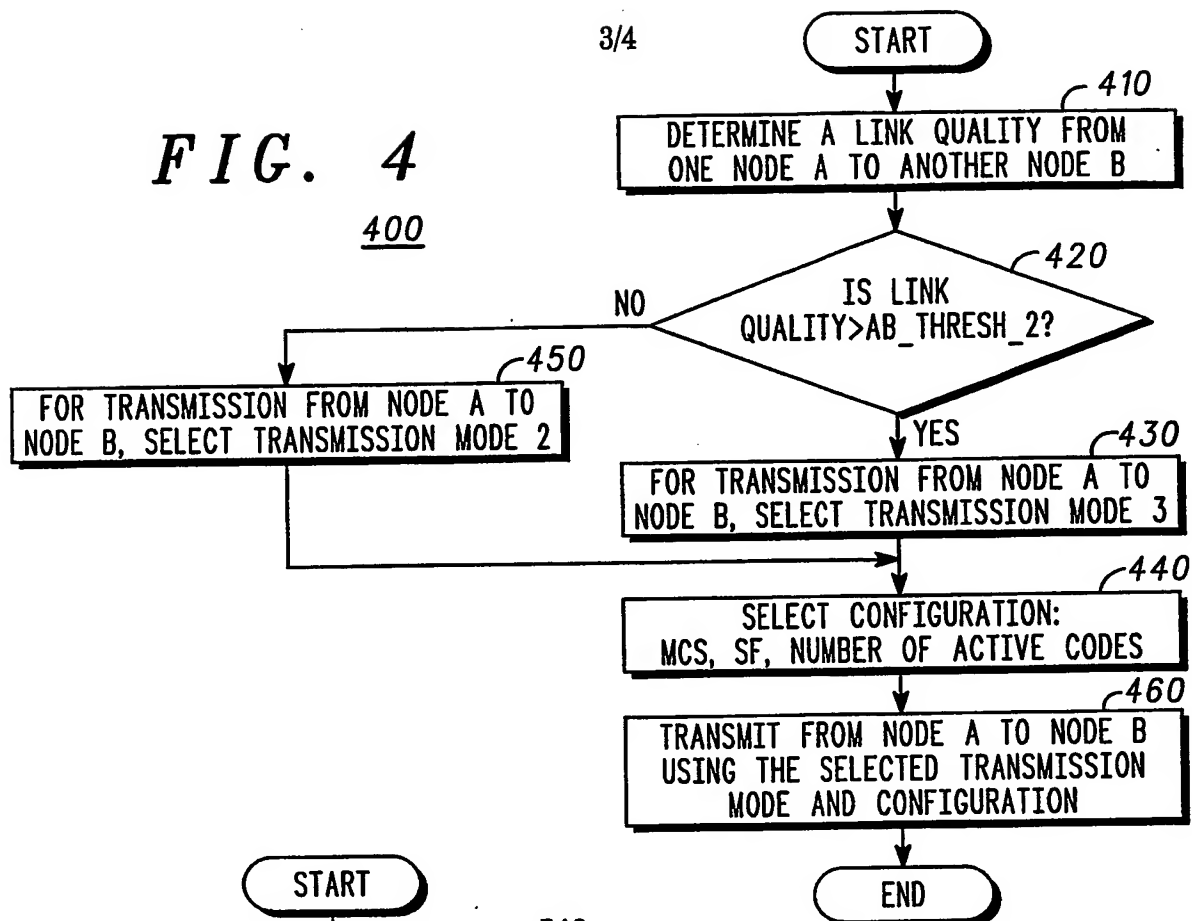 3/4
FIG. 4
400
START
410
DETERMINE A LINK QUALITY FROM
ONE NODE A TO ANOTHER NODE B
420
IS LINK
QUALITY>AB_THRESH_2?
NO
450
FOR TRANSMISSION FROM NODE A TO
NODE B, SELECT TRANSMISSION MODE 2
YES
430
FOR TRANSMISSION FROM NODE A TO
NODE B, SELECT TRANSMISSION MODE 3
440
SELECT CONFIGURATION:
MCS, SF, NUMBER OF ACTIVE CODES
460
TRANSMIT FROM NODE A TO NODE B
USING THE SELECTED TRANSMISSION
MODE AND CONFIGURATION
END
START